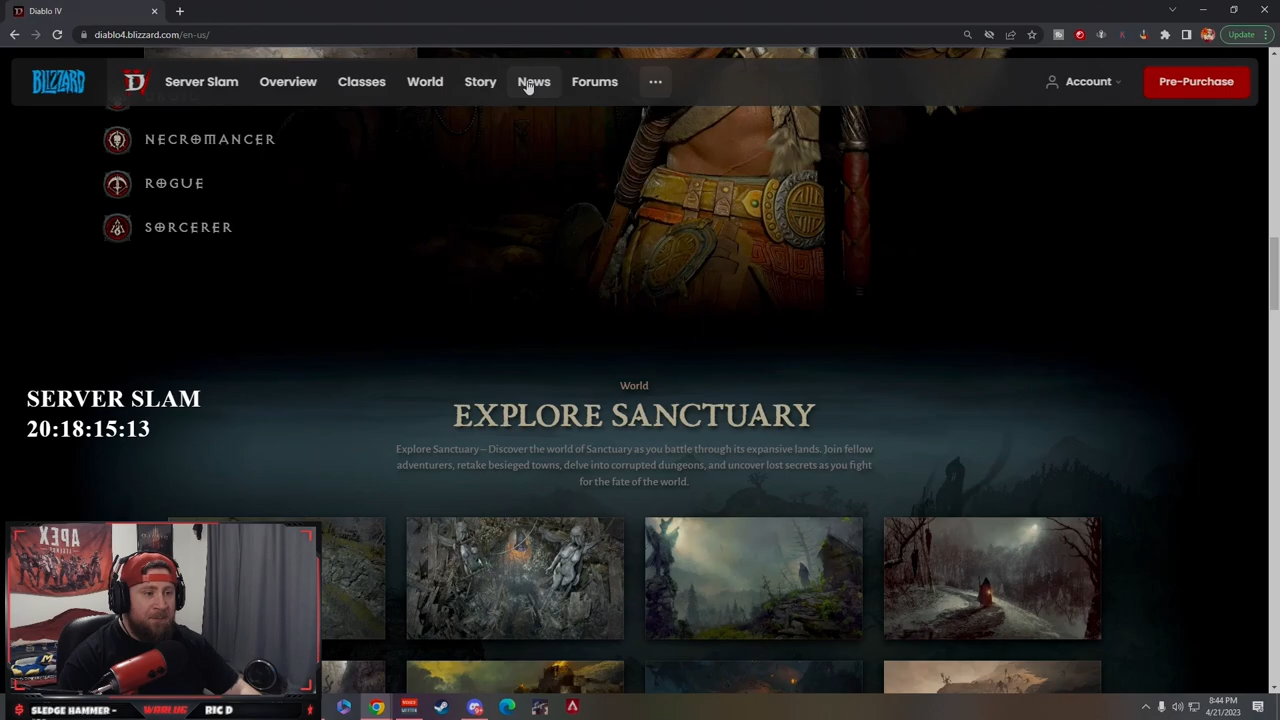 Diablo IV
diablo4.blizzard.com/en-us/
Update
BLIZZARD
Server Slam
Overview
Classes
World
Story
News
Forums
Account
Pre-Purchase
NECROMANCER
ROGUE
SORCERER
World
EXPLORE SANCTUARY
Explore Sanctuary – Discover the world of Sanctuary as you battle through its expansive lands. Join fellow
adventurers, retake besieged towns, delve into corrupted dungeons, and uncover lost secrets as you fight
for the fate of the world.
SERVER SLAM
20:18:15:13
APEX
SLEDGE HAMMER -
WARLUG
RIC D
8:44 PM
4/21/2023